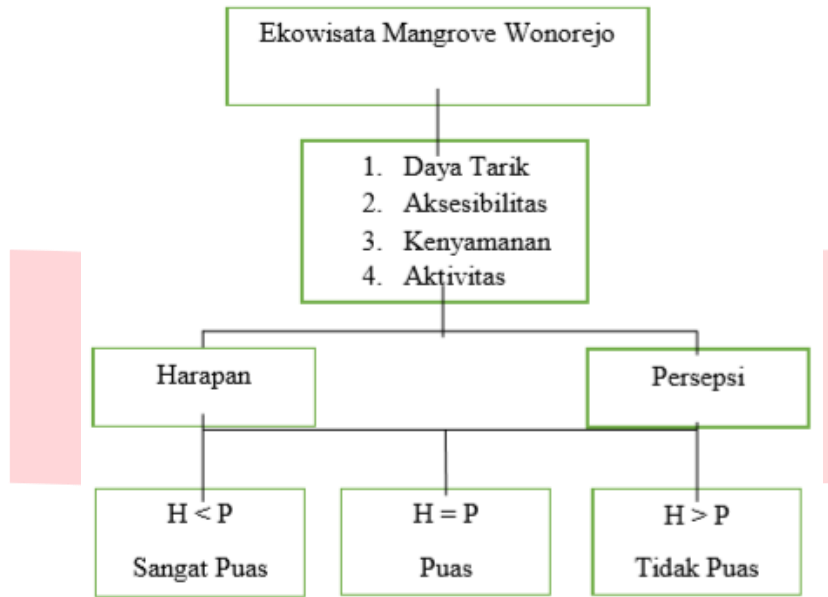 Ekowisata Mangrove Wonorejo
1. Daya Tarik
2. Aksesibilitas
3. Kenyamanan
4. Aktivitas
Harapan
Persepsi
H < P
Sangat Puas
H = P
Puas
H > P
Tidak Puas